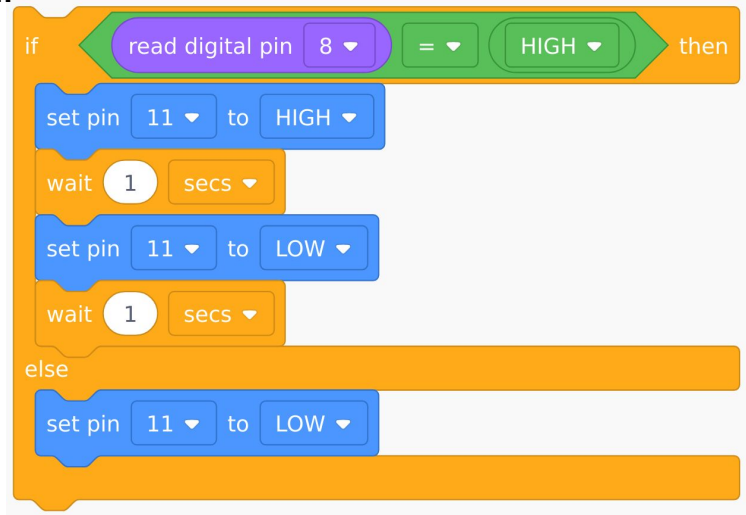 if read digital pin 8 = HIGH then
set pin 11 to HIGH
wait 1 secs
set pin 11 to LOW
wait 1 secs
else
set pin 11 to LOW